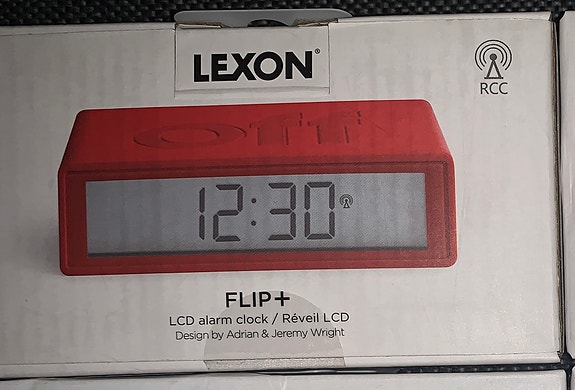 LEXON®
RCC
Off
12:30
FLIP+
LCD alarm clock / Réveil LCD
Design by Adrian & Jeremy Wright